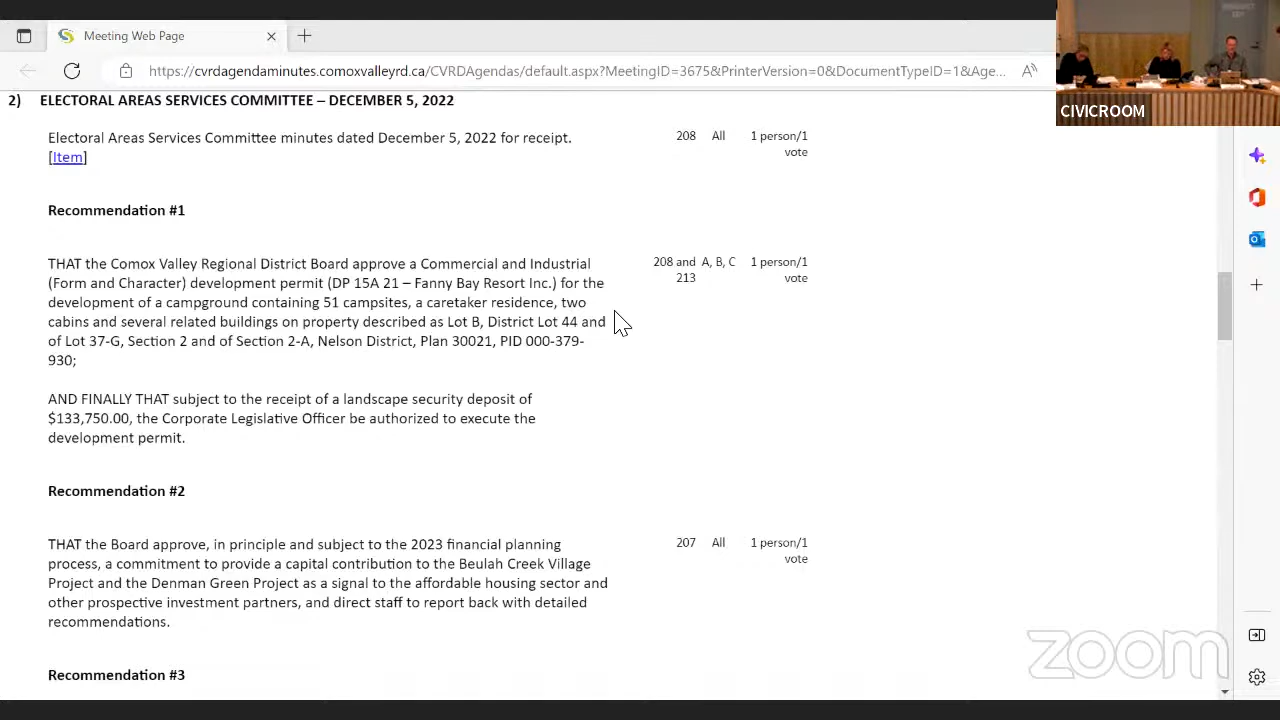 Meeting Web Page
https://cvrdagendaminutes.comoxvalleyrd.ca/CVRDAgendas/default.aspx?MeetingID=3675&PrinterVersion=0&DocumentTypeID=1&Age...
CIVICROOM
2) ELECTORAL AREAS SERVICES COMMITTEE – DECEMBER 5, 2022
Electoral Areas Services Committee minutes dated December 5, 2022 for receipt. 208 All 1 person/1
[Item] vote
Recommendation #1
THAT the Comox Valley Regional District Board approve a Commercial and Industrial 208 and A, B, C 1 person/1
(Form and Character) development permit (DP 15A 21 – Fanny Bay Resort Inc.) for the 213 vote
development of a campground containing 51 campsites, a caretaker residence, two
cabins and several related buildings on property described as Lot B, District Lot 44 and
of Lot 37-G, Section 2 and of Section 2-A, Nelson District, Plan 30021, PID 000-379-
930;
AND FINALLY THAT subject to the receipt of a landscape security deposit of
$133,750.00, the Corporate Legislative Officer be authorized to execute the
development permit.
Recommendation #2
THAT the Board approve, in principle and subject to the 2023 financial planning 207 All 1 person/1
process, a commitment to provide a capital contribution to the Beulah Creek Village vote
Project and the Denman Green Project as a signal to the affordable housing sector and
other prospective investment partners, and direct staff to report back with detailed
recommendations.
Recommendation #3
zoom